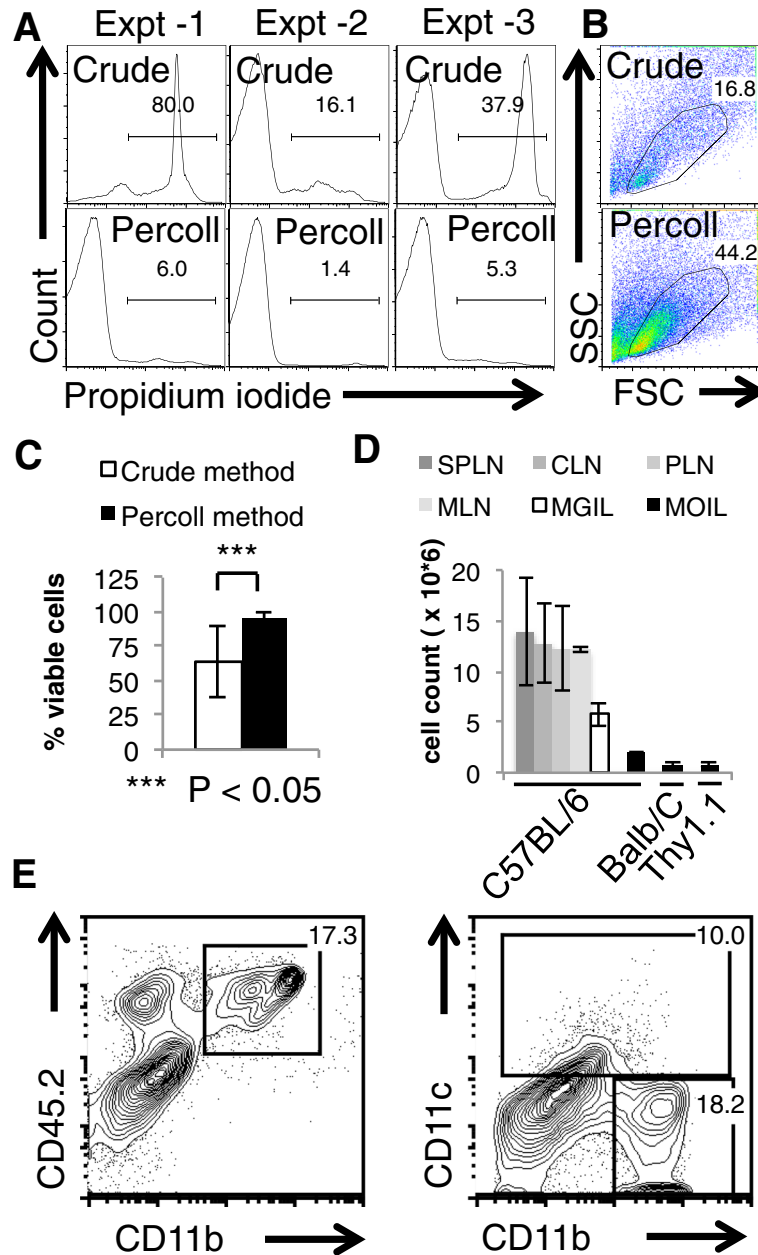 A Expt -1 Expt -2 Expt -3 B
Crude Crude Crude Crude
80.0 16.1 37.9 16.8
Percoll Percoll Percoll Percoll
6.0 1.4 5.3 44.2
Count
SSC
Propidium iodide FSC
C
Crude method
Percoll method
***
% viable cells
125
100
75
50
25
0
*** P < 0.05
D
SPLN CLN PLN
MLN MGIL MOIL
cell count ( x 10*6)
20
15
10
5
0
C57BL/6
Balb/C
Thy1.1
E
17.3 10.0
18.2
CD45.2
CD11c
CD11b CD11b